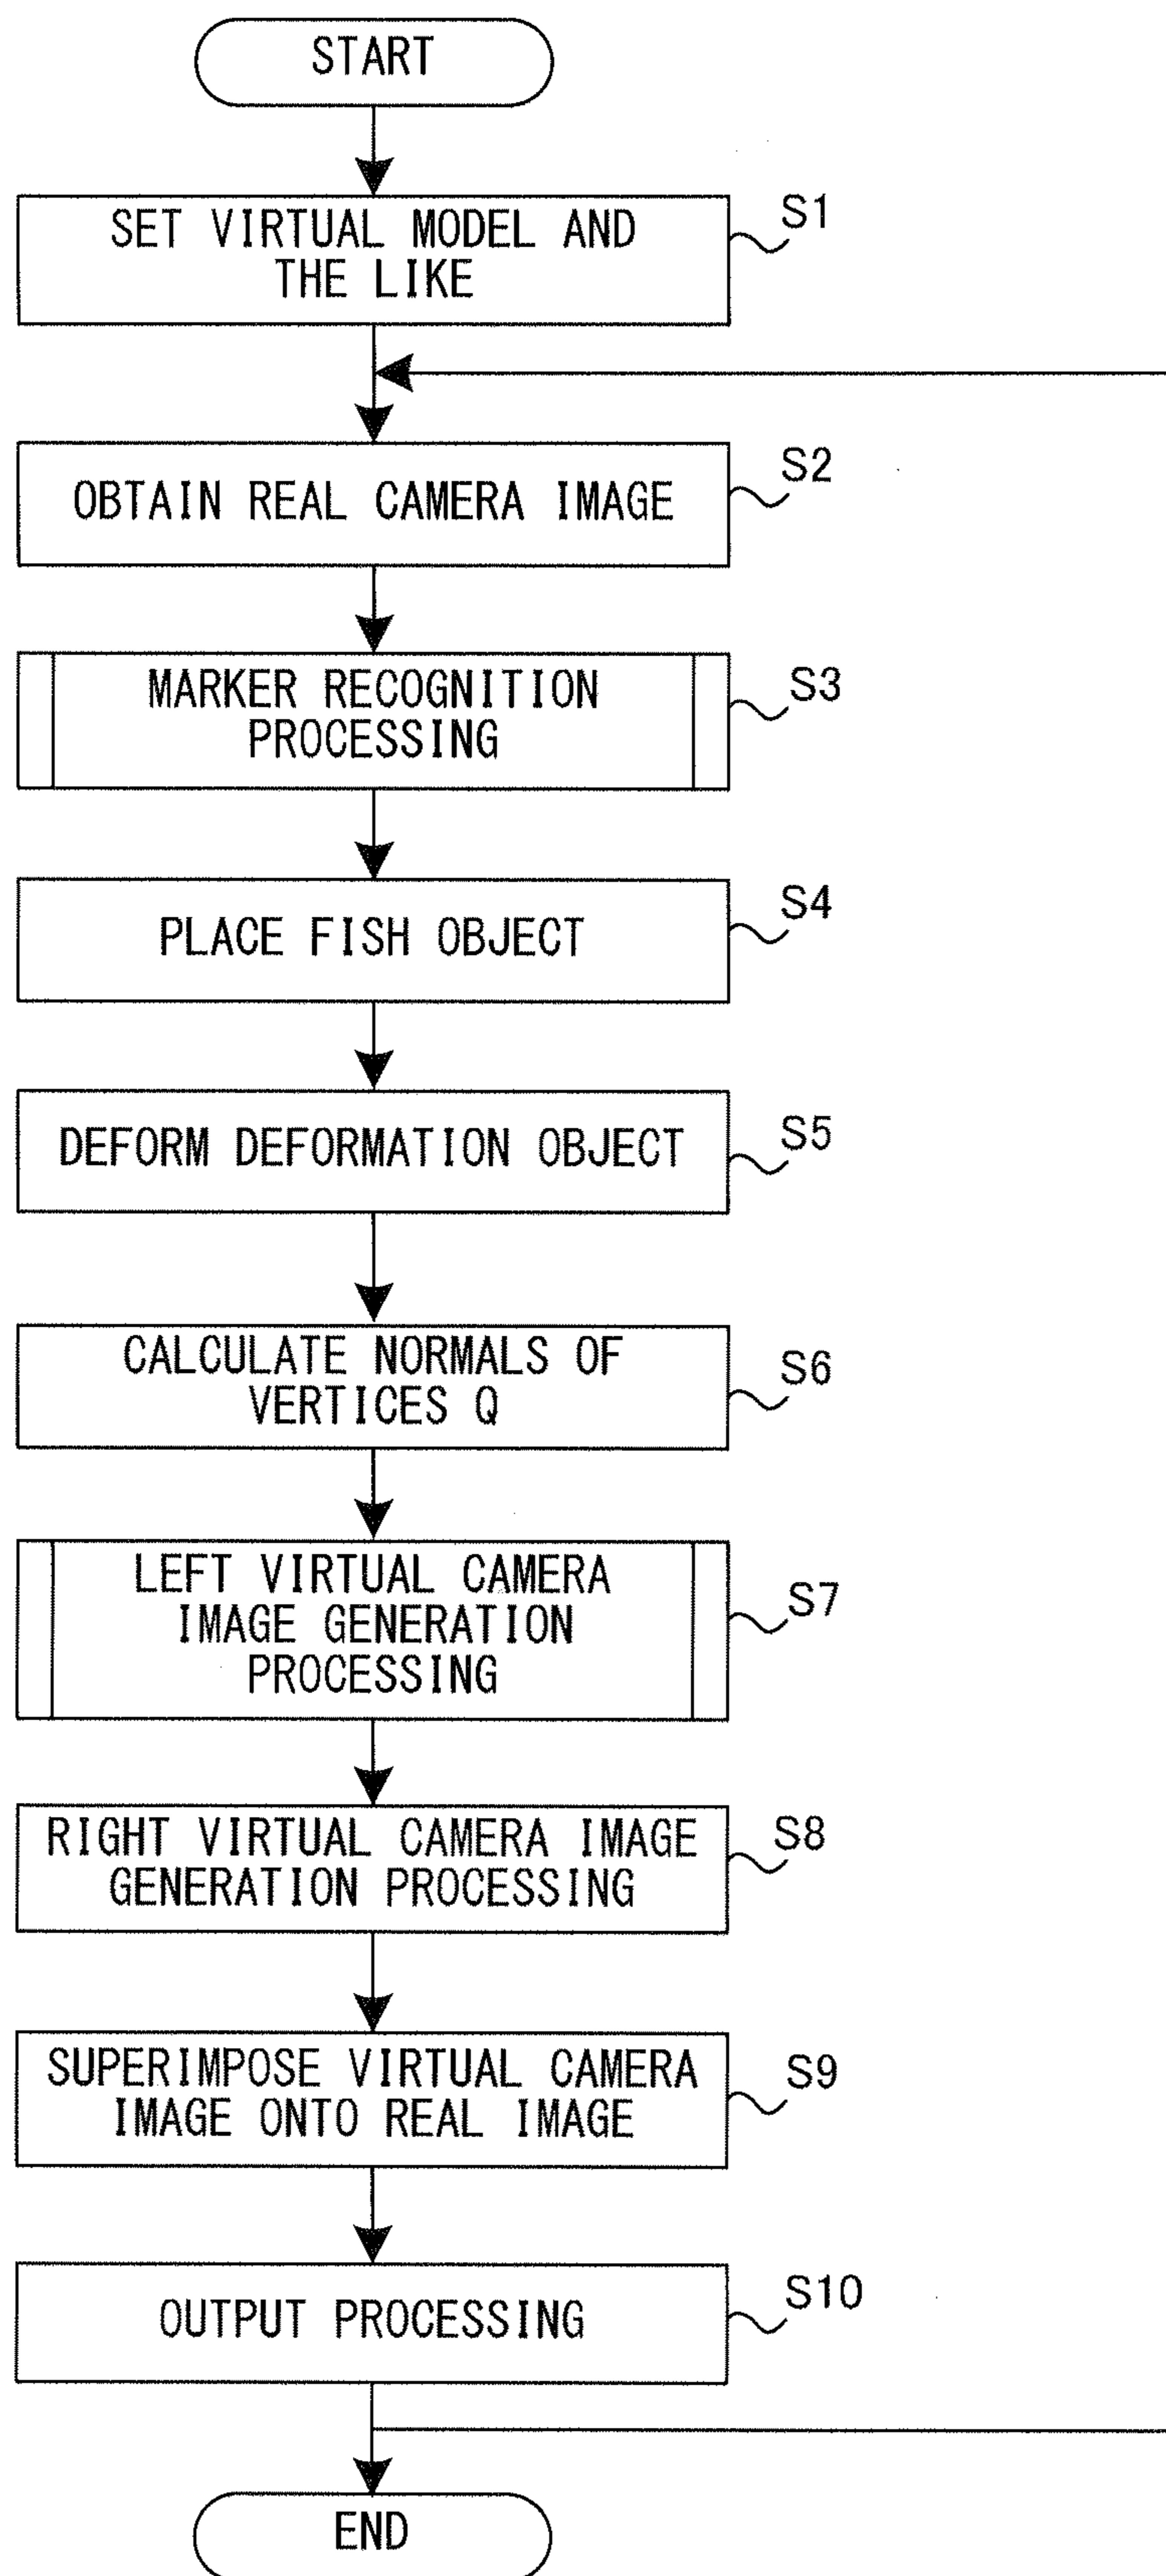 START
SET VIRTUAL MODEL AND
THE LIKE
S1
OBTAIN REAL CAMERA IMAGE
S2
MARKER RECOGNITION
PROCESSING
S3
PLACE FISH OBJECT
S4
DEFORM DEFORMATION OBJECT
S5
CALCULATE NORMALS OF
VERTICES Q
S6
LEFT VIRTUAL CAMERA
IMAGE GENERATION
PROCESSING
S7
RIGHT VIRTUAL CAMERA IMAGE
GENERATION PROCESSING
S8
SUPERIMPOSE VIRTUAL CAMERA
IMAGE ONTO REAL IMAGE
S9
OUTPUT PROCESSING
S10
END